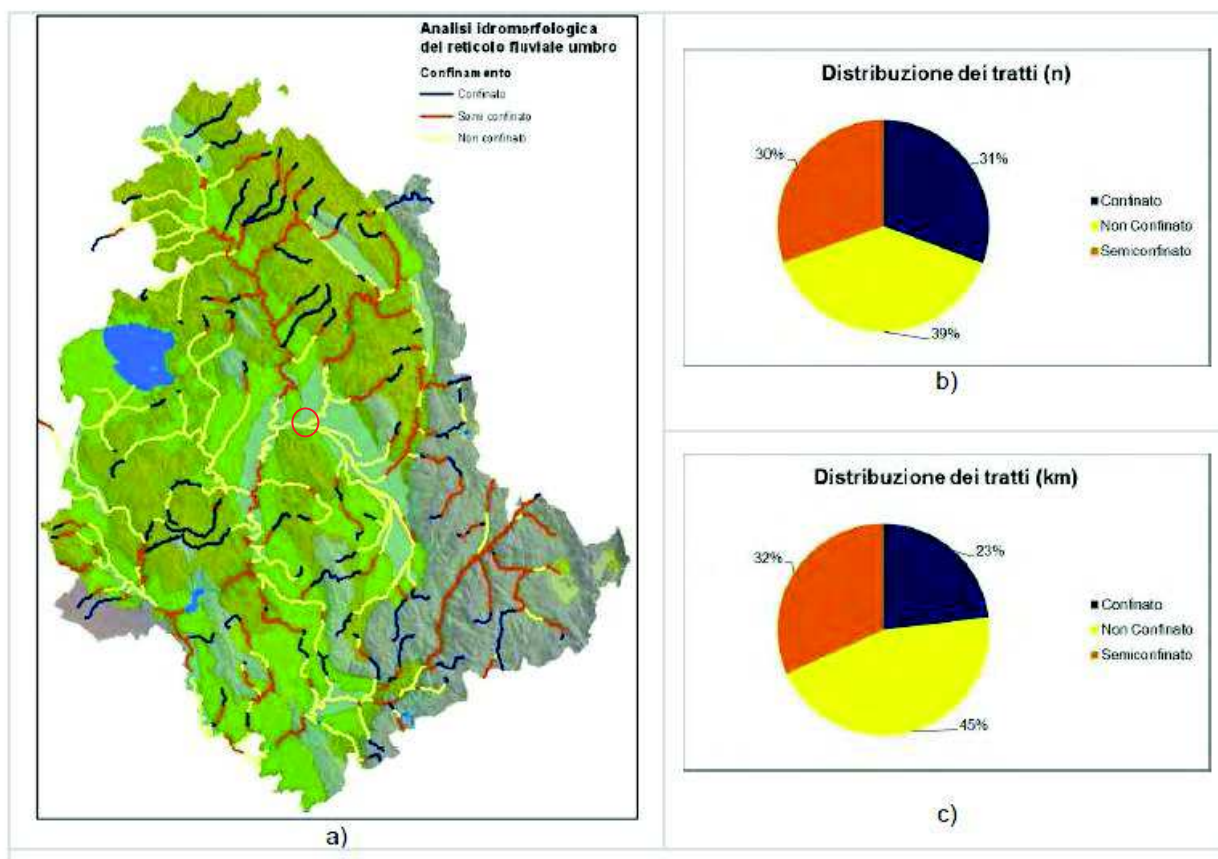 Analisi idromorfologica
del reticolo fluviale umbro
Confinamento
Confinato
Semi confinato
Non confinato
a)
Distribuzione dei tratti (n)
30%
31%
39%
Confinato
Non Confinato
Semiconfinato
b)
Distribuzione dei tratti (km)
32%
23%
45%
Confinato
Non Confinato
Semiconfinato
c)